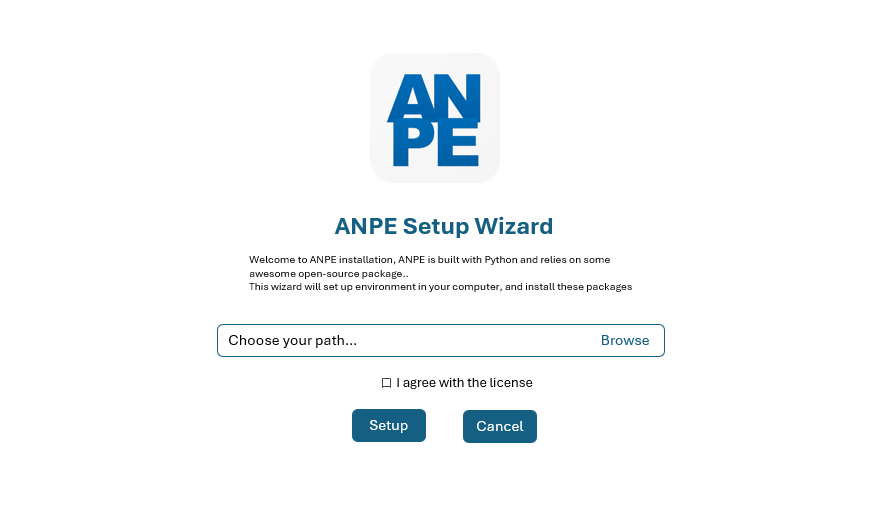 AN
PE
ANPE Setup Wizard
Welcome to ANPE installation, ANPE is built with Python and relies on some
awesome open-source package..
This wizard will set up environment in your computer, and install these packages
Choose your path... Browse
I agree with the license
Setup Cancel